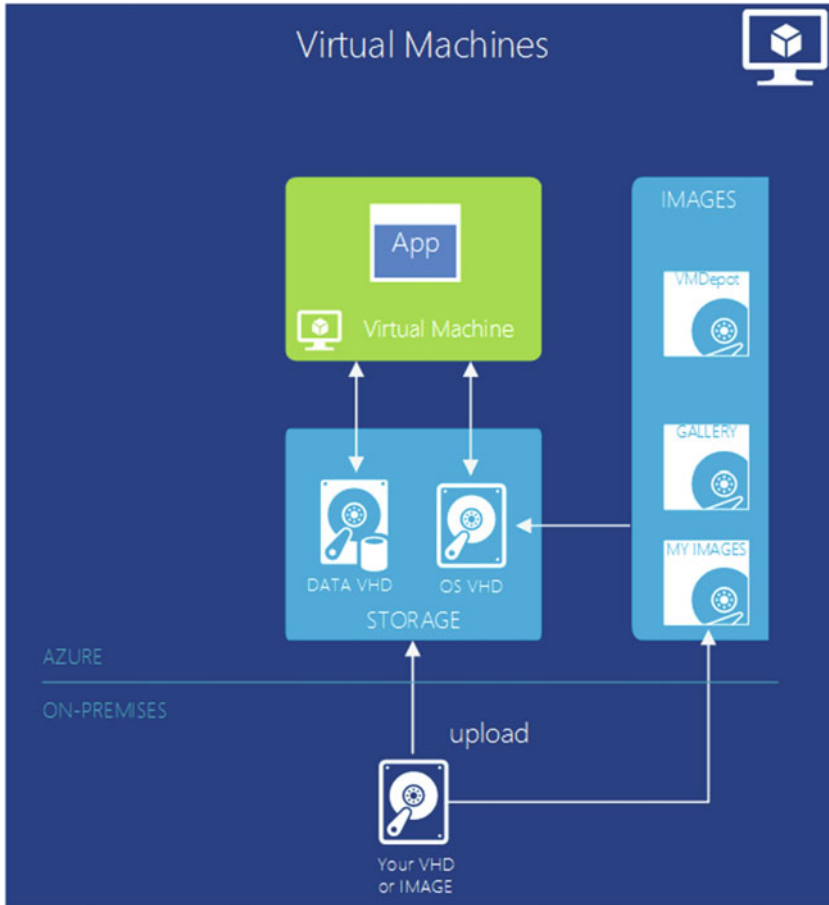 Virtual Machines
App
Virtual Machine
IMAGES
VMDepot
GALLERY
MY IMAGES
DATA VHD
OS VHD
STORAGE
AZURE
ON-PREMISES
upload
Your VHD
or IMAGE